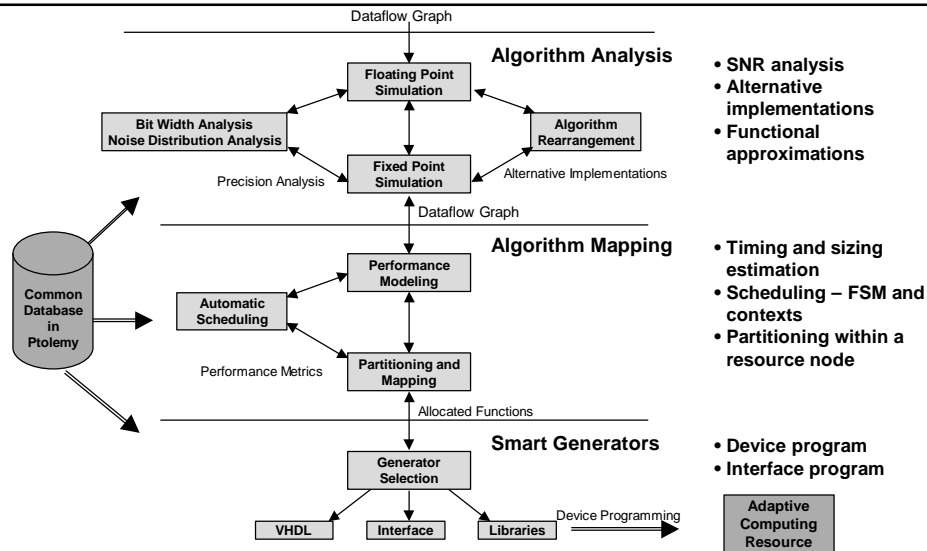 Dataflow Graph
Algorithm Analysis
Floating Point
Simulation
Bit Width Analysis
Noise Distribution Analysis
Algorithm
Rearrangement
Precision Analysis
Fixed Point
Simulation
Alternative Implementations
• SNR analysis
• Alternative
implementations
• Functional
approximations
Dataflow Graph
Algorithm Mapping
Common
Database
in
Ptolemy
Performance
Modeling
Automatic
Scheduling
Performance Metrics
Partitioning and
Mapping
• Timing and sizing
estimation
• Scheduling – FSM and
contexts
• Partitioning within a
resource node
Allocated Functions
Smart Generators
Generator
Selection
VHDL
Interface
Libraries
Device Programming
• Device program
• Interface program
Adaptive
Computing
Resource